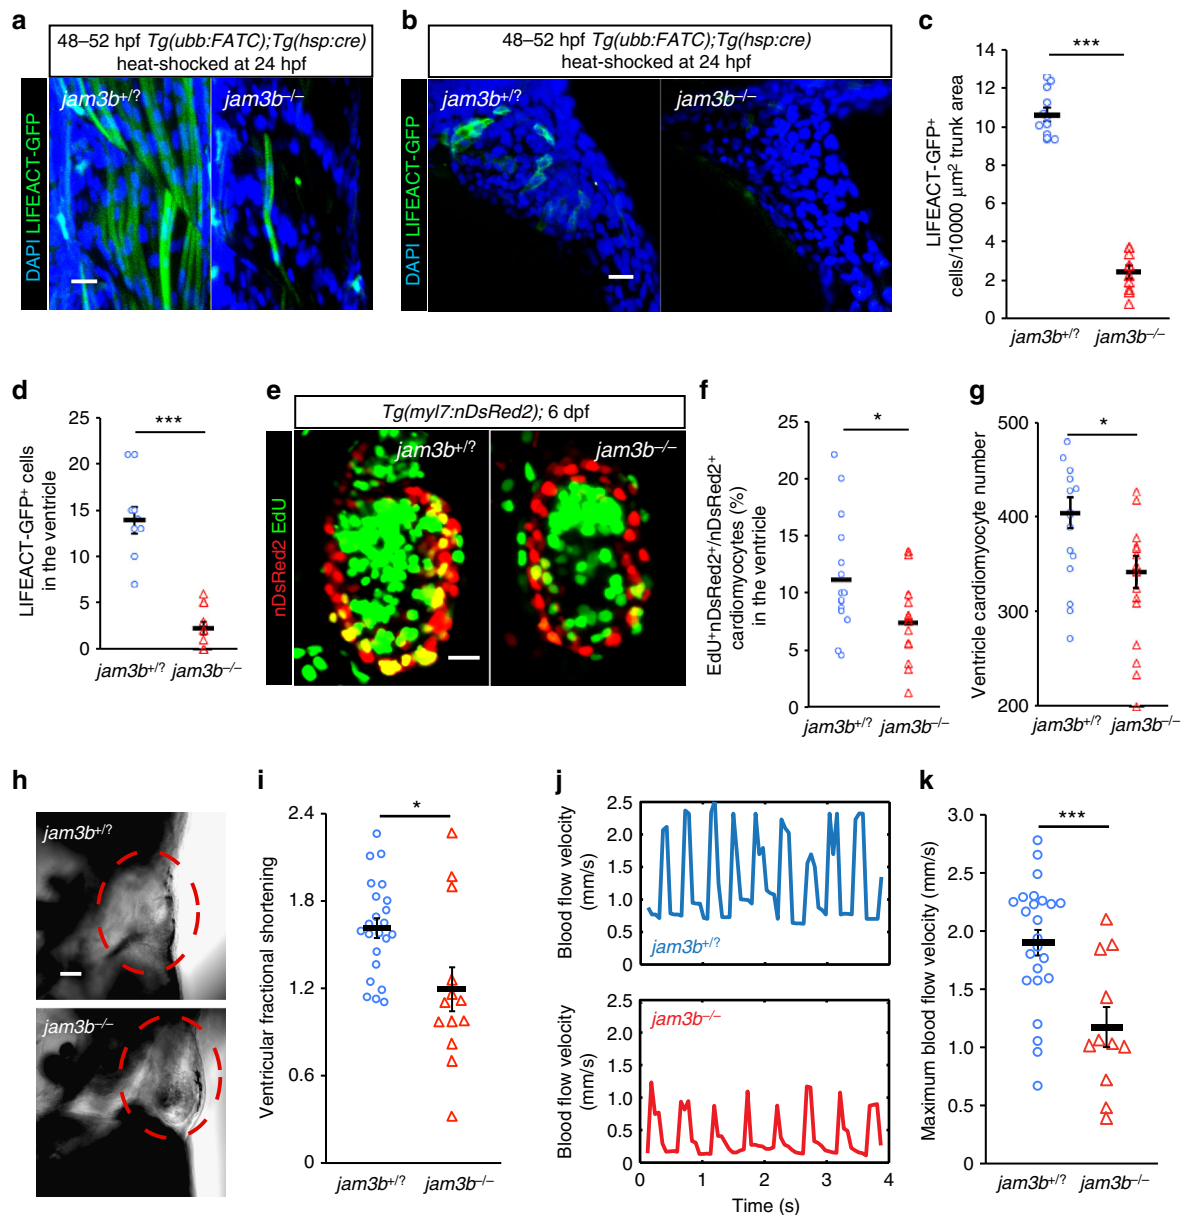 a
48–52 hpf Tg(ubb:FATC);Tg(hsp:cre)
heat-shocked at 24 hpf
DAPI LIFEACT-GFP
jam3b+/?
jam3b–/–
b
48–52 hpf Tg(ubb:FATC);Tg(hsp:cre)
heat-shocked at 24 hpf
DAPI LIFEACT-GFP
jam3b+/?
jam3b–/–
c
LIFEACT-GFP+
cells/10000 μm² trunk area
14
12
10
8
6
4
2
0
***
jam3b+/?
jam3b–/–
d
LIFEACT-GFP+ cells
in the ventricle
25
20
15
10
5
0
***
jam3b+/?
jam3b–/–
e
Tg(myl7:nDsRed2); 6 dpf
nDsRed2 EdU
jam3b+/?
jam3b–/–
f
EdU+nDsRed2+/nDsRed2+
cardiomyocytes (%)
in the ventricle
25
20
15
10
5
0
*
jam3b+/?
jam3b–/–
g
Ventricle cardiomyocyte number
500
400
300
200
*
jam3b+/?
jam3b–/–
h
jam3b+/?
jam3b–/–
i
Ventricular fractional shortening
2.4
1.8
1.2
0.6
0
*
jam3b+/?
jam3b–/–
j
Blood flow velocity
(mm/s)
2.5
2.0
1.5
1.0
0.5
0
jam3b+/?
Blood flow velocity
(mm/s)
2.5
2.0
1.5
1.0
0.5
0
jam3b–/–
0 1 2 3 4
Time (s)
k
Maximum blood flow velocity (mm/s)
3.0
2.5
2.0
1.5
1.0
0.5
0
***
jam3b+/?
jam3b–/–